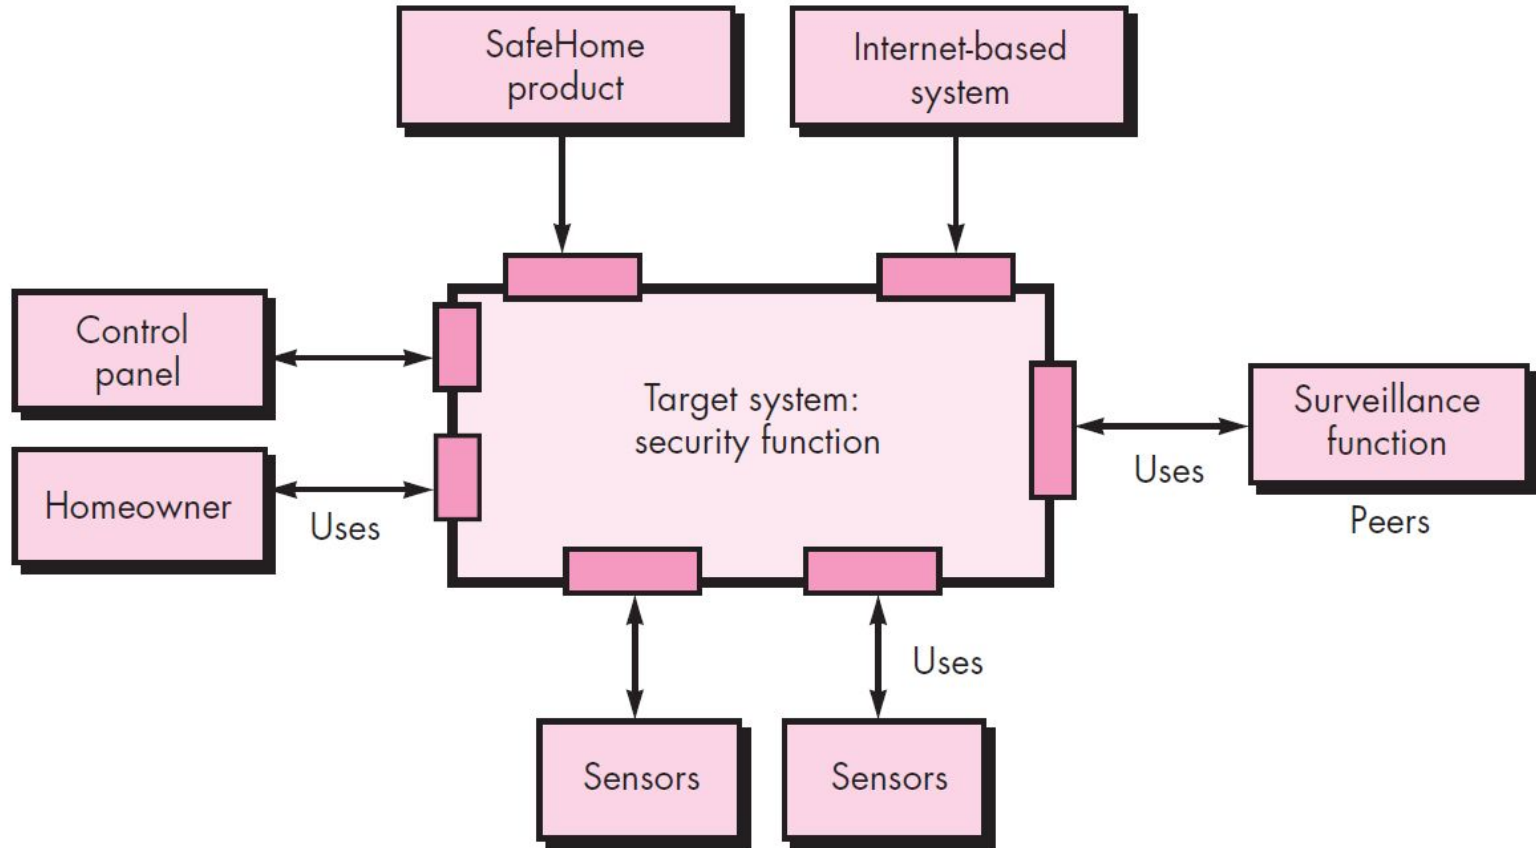 SafeHome
product
Internet-based
system
Control
panel
Target system:
security function
Surveillance
function
Homeowner
Uses
Uses
Peers
Uses
Sensors
Sensors